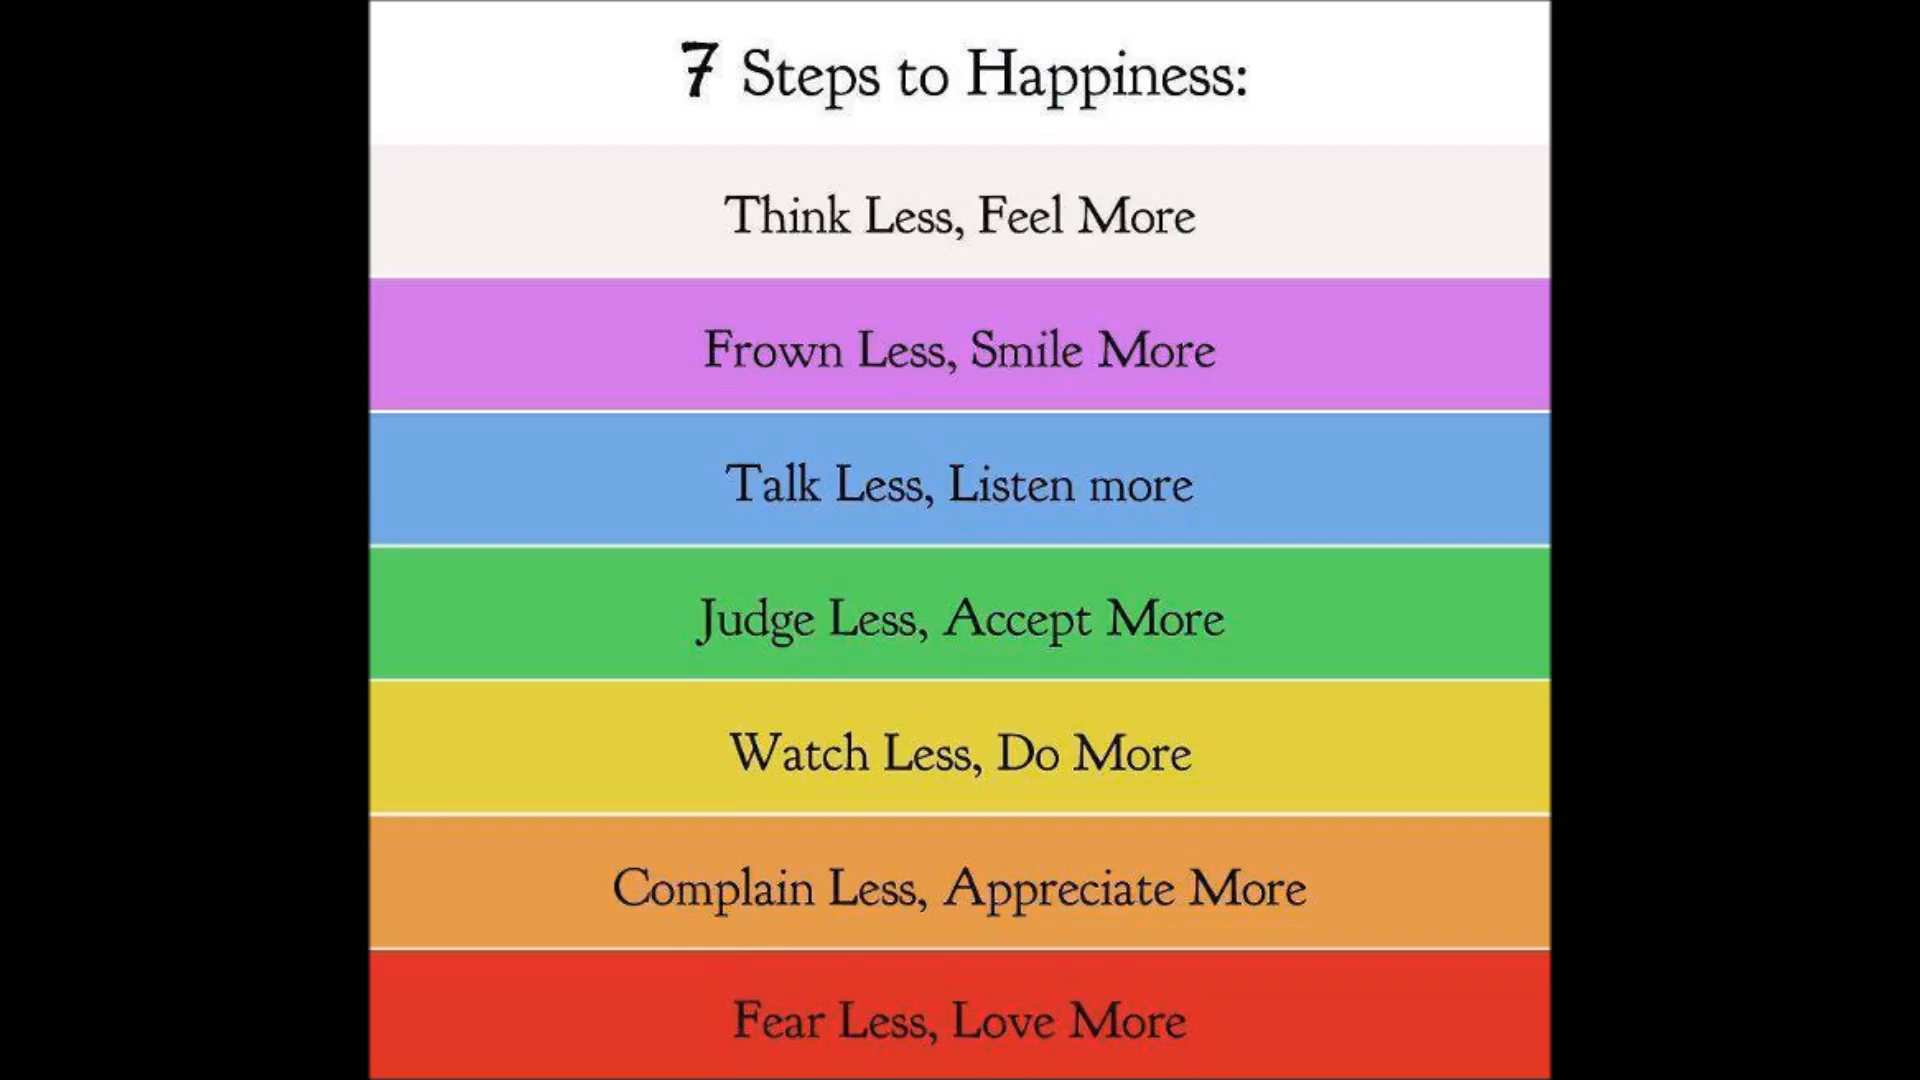 7 Steps to Happiness:
Think Less, Feel More
Frown Less, Smile More
Talk Less, Listen more
Judge Less, Accept More
Watch Less, Do More
Complain Less, Appreciate More
Fear Less, Love More